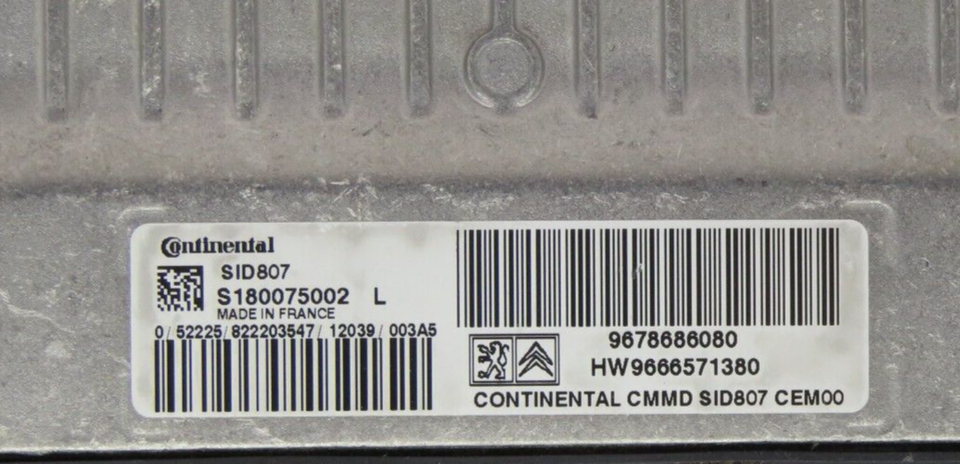 Continental
SID807
S180075002 L
MADE IN FRANCE
0/ 52225/822203547/ 12039/ 003A5
9678686080
HW9666571380
CONTINENTAL CMMD SID807 CEM00